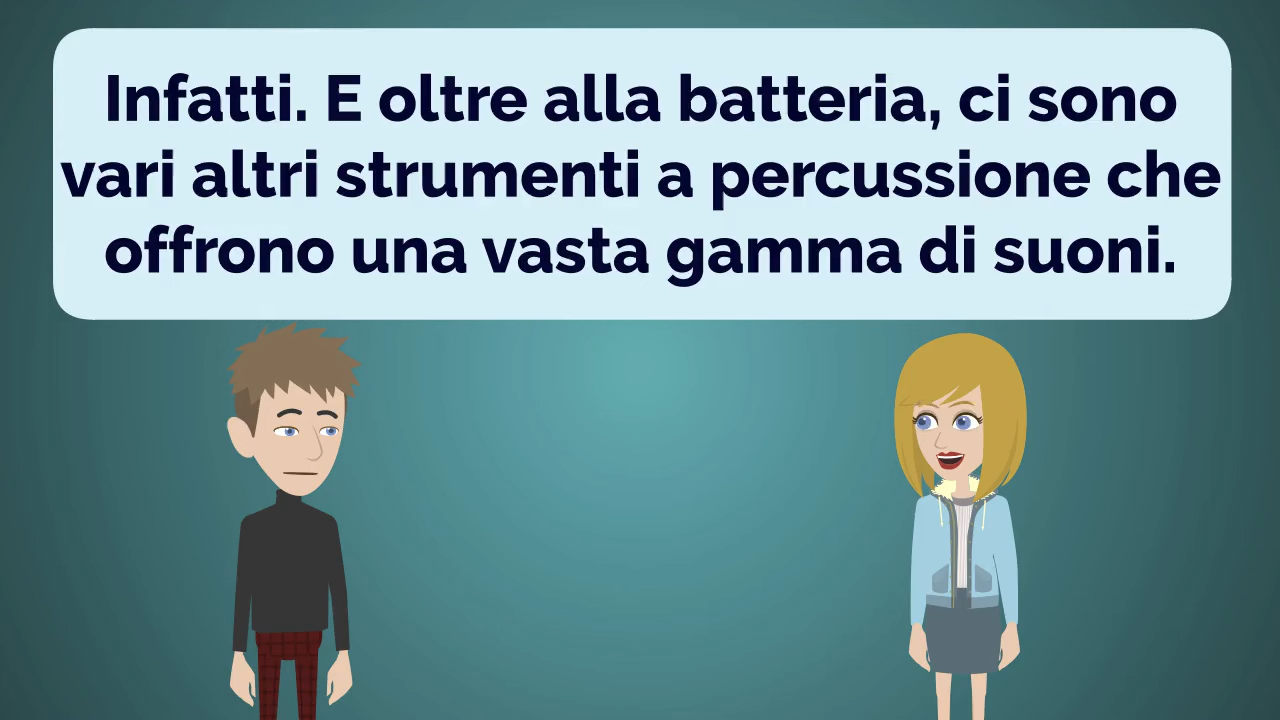 Infatti. E oltre alla batteria, ci sono
vari altri strumenti a percussione che
offrono una vasta gamma di suoni.